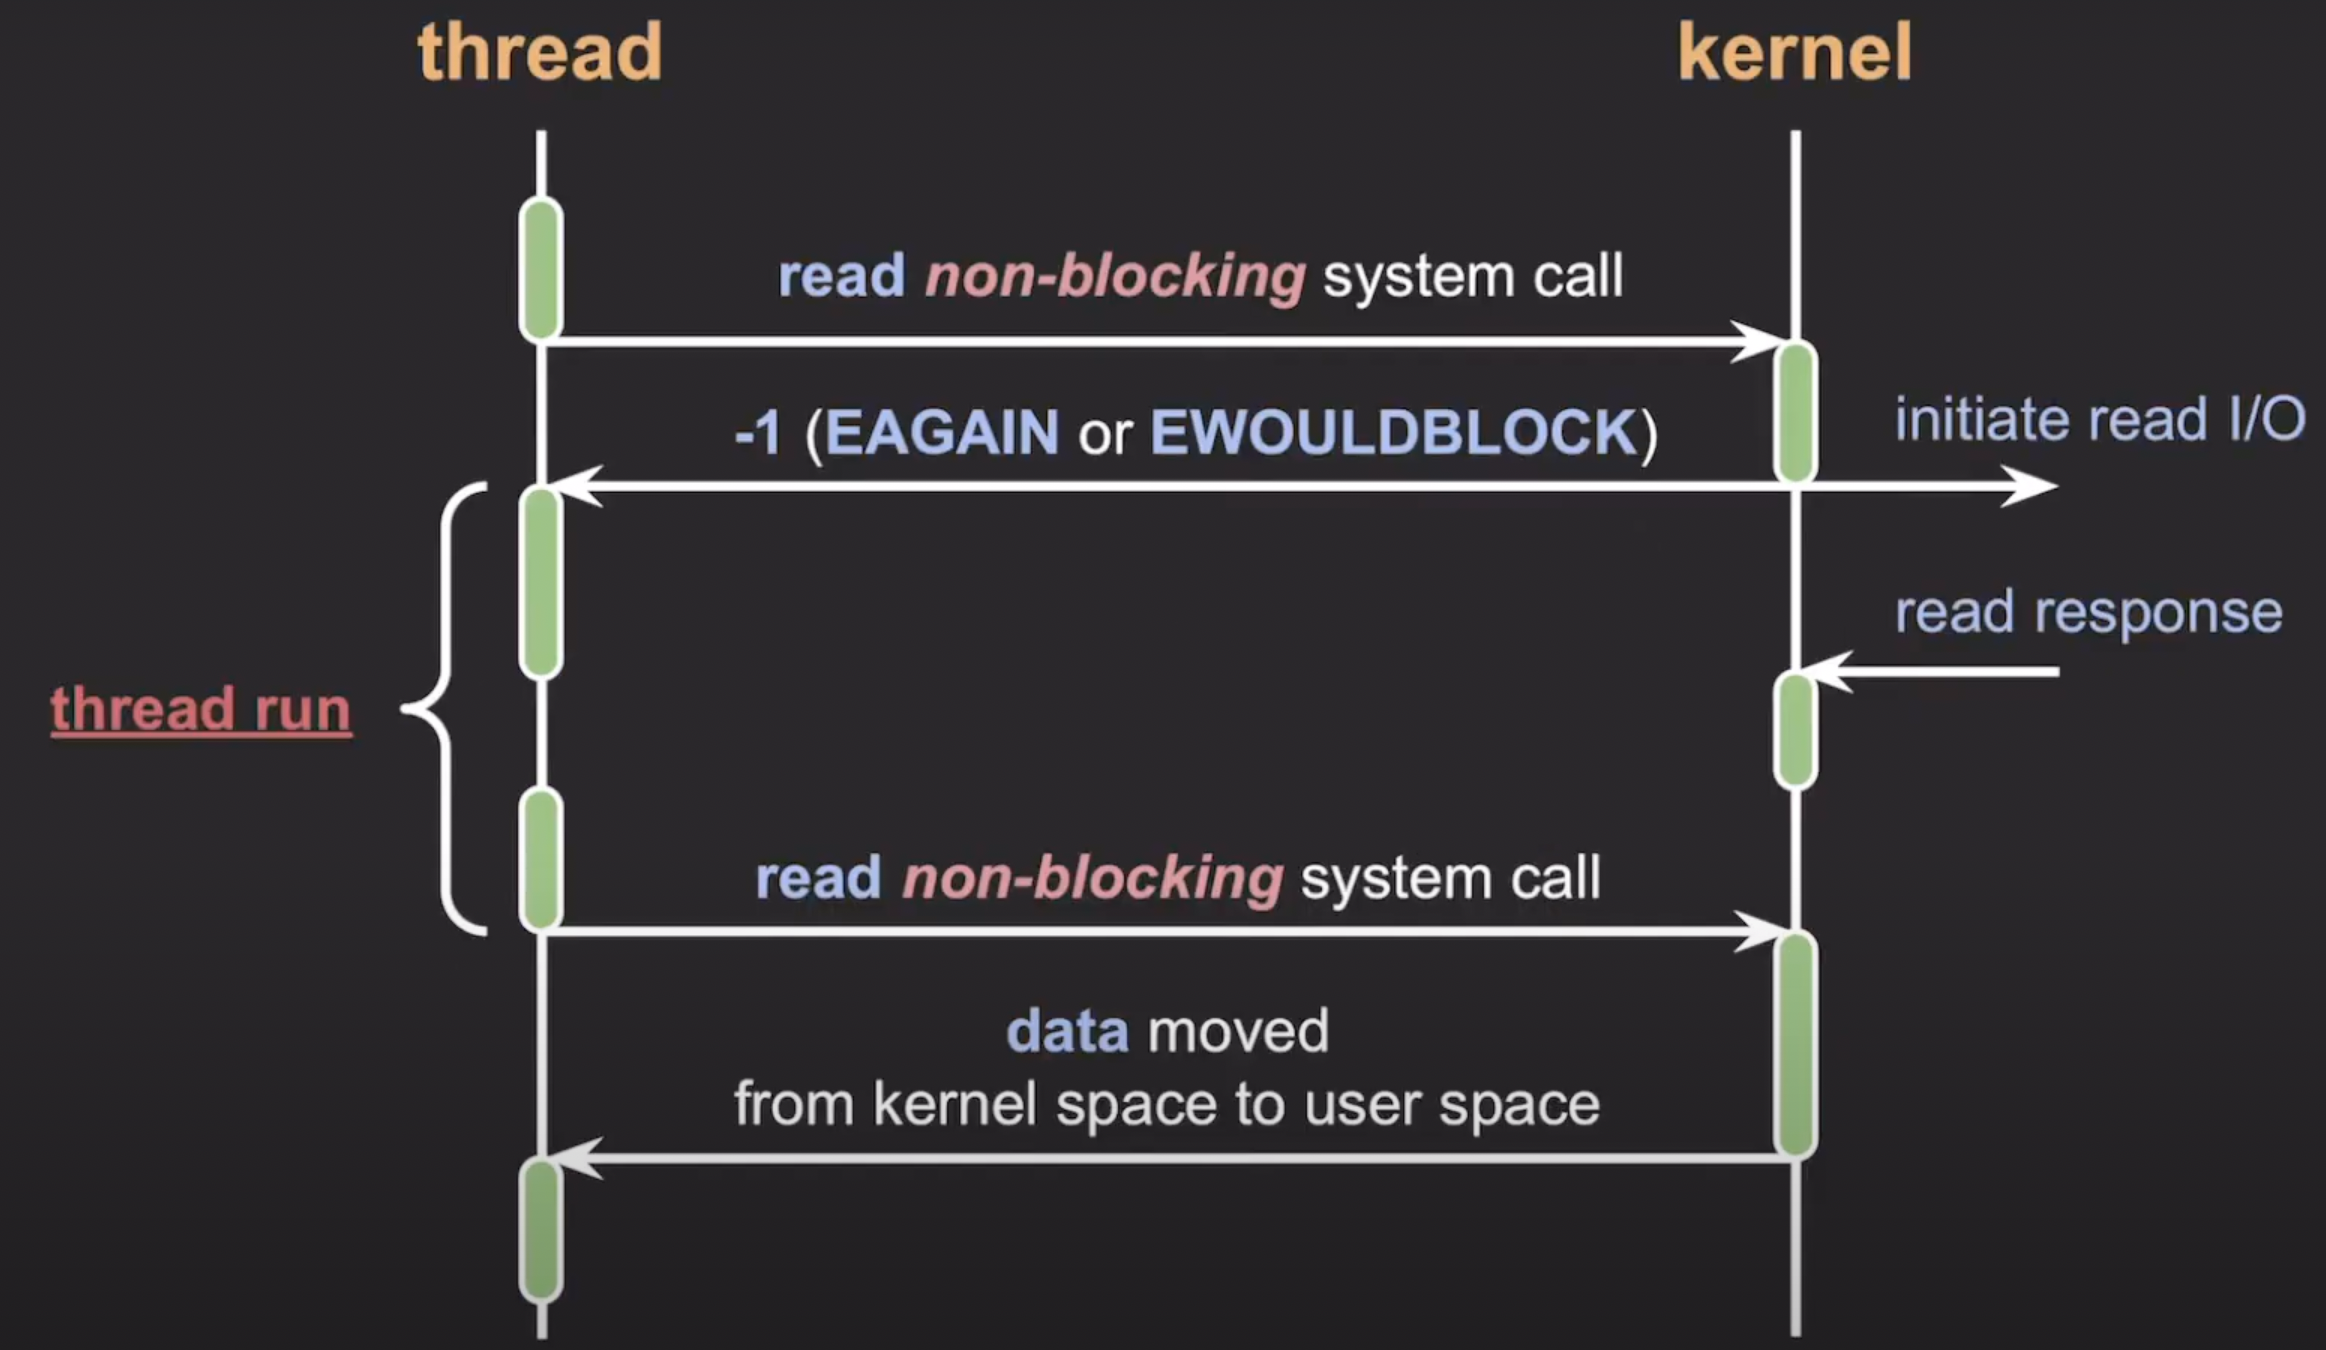 thread
kernel
read non-blocking system call
-1 (EAGAIN or EWOULDBLOCK)
initiate read I/O
read response
thread run
read non-blocking system call
data moved
from kernel space to user space